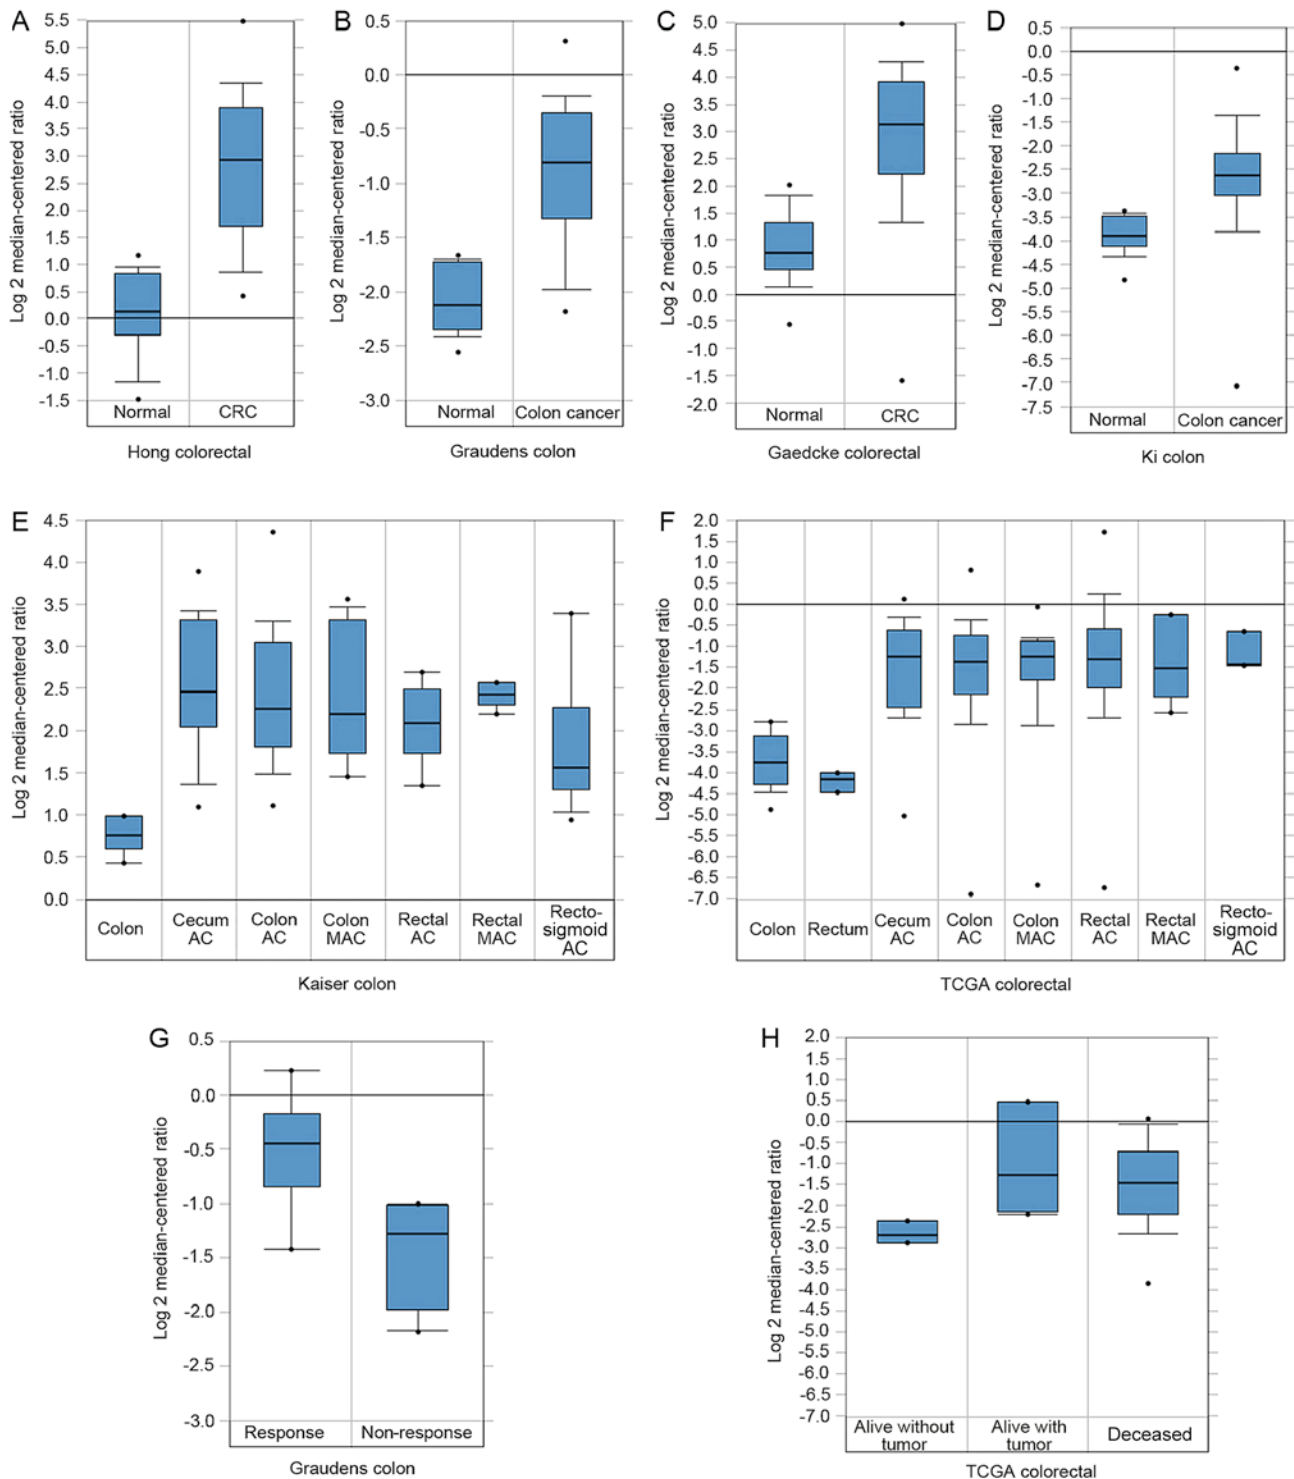 A
Log 2 median-centered ratio
5.5
5.0
4.5
4.0
3.5
3.0
2.5
2.0
1.5
1.0
0.5
0.0
-0.5
-1.0
-1.5
Normal
CRC
Hong colorectal
B
Log 2 median-centered ratio
0.5
0.0
-0.5
-1.0
-1.5
-2.0
-2.5
-3.0
Normal
Colon cancer
Graudens colon
C
Log 2 median-centered ratio
5.0
4.5
4.0
3.5
3.0
2.5
2.0
1.5
1.0
0.5
0.0
-0.5
-1.0
-1.5
-2.0
Normal
CRC
Gaedcke colorectal
D
Log 2 median-centered ratio
0.5
0.0
-0.5
-1.0
-1.5
-2.0
-2.5
-3.0
-3.5
-4.0
-4.5
-5.0
-5.5
-6.0
-6.5
-7.0
-7.5
Normal
Colon cancer
Ki colon
E
Log 2 median-centered ratio
4.5
4.0
3.5
3.0
2.5
2.0
1.5
1.0
0.5
0.0
Colon
Cecum
AC
Colon
AC
Colon
MAC
Rectal
AC
Rectal
MAC
Recto-
sigmoid
AC
Kaiser colon
F
Log 2 median-centered ratio
2.0
1.5
1.0
0.5
0.0
-0.5
-1.0
-1.5
-2.0
-2.5
-3.0
-3.5
-4.0
-4.5
-5.0
-5.5
-6.0
-6.5
-7.0
Colon
Rectum
Cecum
AC
Colon
AC
Colon
MAC
Rectal
AC
Rectal
MAC
Recto-
sigmoid
AC
TCGA colorectal
G
Log 2 median-centered ratio
0.5
0.0
-0.5
-1.0
-1.5
-2.0
-2.5
-3.0
Response
Non-response
Graudens colon
H
Log 2 median-centered ratio
2.0
1.5
1.0
0.5
0.0
-0.5
-1.0
-1.5
-2.0
-2.5
-3.0
-3.5
-4.0
-4.5
-5.0
-5.5
-6.0
-6.5
-7.0
Alive without
tumor
Alive with
tumor
Deceased
TCGA colorectal